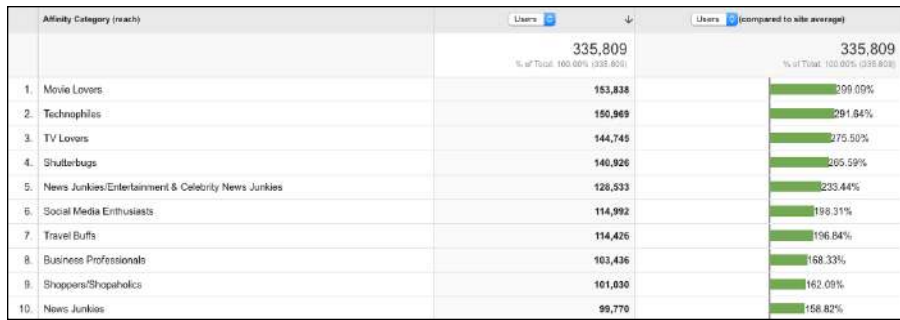 Affinity Category (reach) Users Users (compared to site average)
335,809 335,809
% of Total: 100.00% (335,809) % of Total: 100.00% (335,809)
1. Movie Lovers 153,838 299.09%
2. Technophiles 150,969 291.64%
3. TV Lovers 144,745 275.50%
4. Shutterbugs 140,926 265.59%
5. News Junkies/Entertainment & Celebrity News Junkies 128,533 233.44%
6. Social Media Enthusiasts 114,992 198.31%
7. Travel Buffs 114,426 196.84%
8. Business Professionals 103,436 168.33%
9. Shoppers/Shopaholics 101,030 162.09%
10. News Junkies 99,770 158.82%